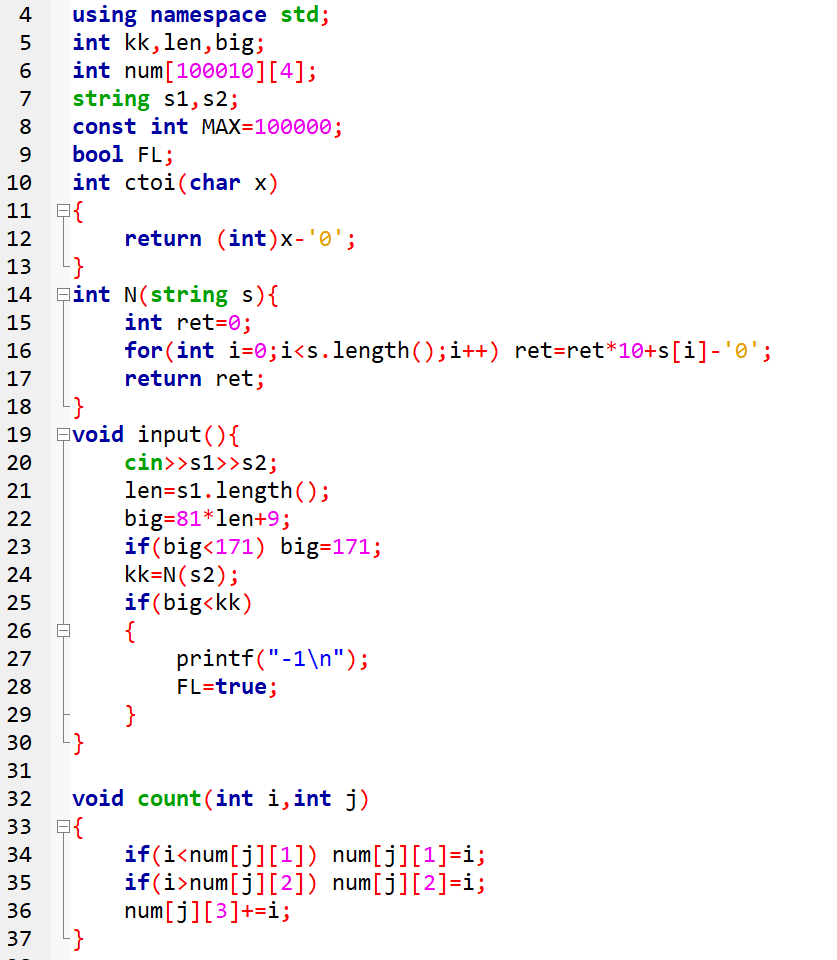 4 using namespace std;
5 int kk,len,big;
6 int num[100010][4];
7 string s1,s2;
8 const int MAX=100000;
9 bool FL;
10 int ctoi(char x)
11 {
12     return (int)x-'0';
13 }
14 int N(string s){
15     int ret=0;
16     for(int i=0;i<s.length();i++) ret=ret*10+s[i]-'0';
17     return ret;
18 }
19 void input(){
20     cin>>s1>>s2;
21     len=s1.length();
22     big=81*len+9;
23     if(big<171) big=171;
24     kk=N(s2);
25     if(big<kk)
26     {
27         printf("-1\n");
28         FL=true;
29     }
30 }
31
32 void count(int i,int j)
33 {
34     if(i<num[j][1]) num[j][1]=i;
35     if(i>num[j][2]) num[j][2]=i;
36     num[j][3]+=i;
37 }